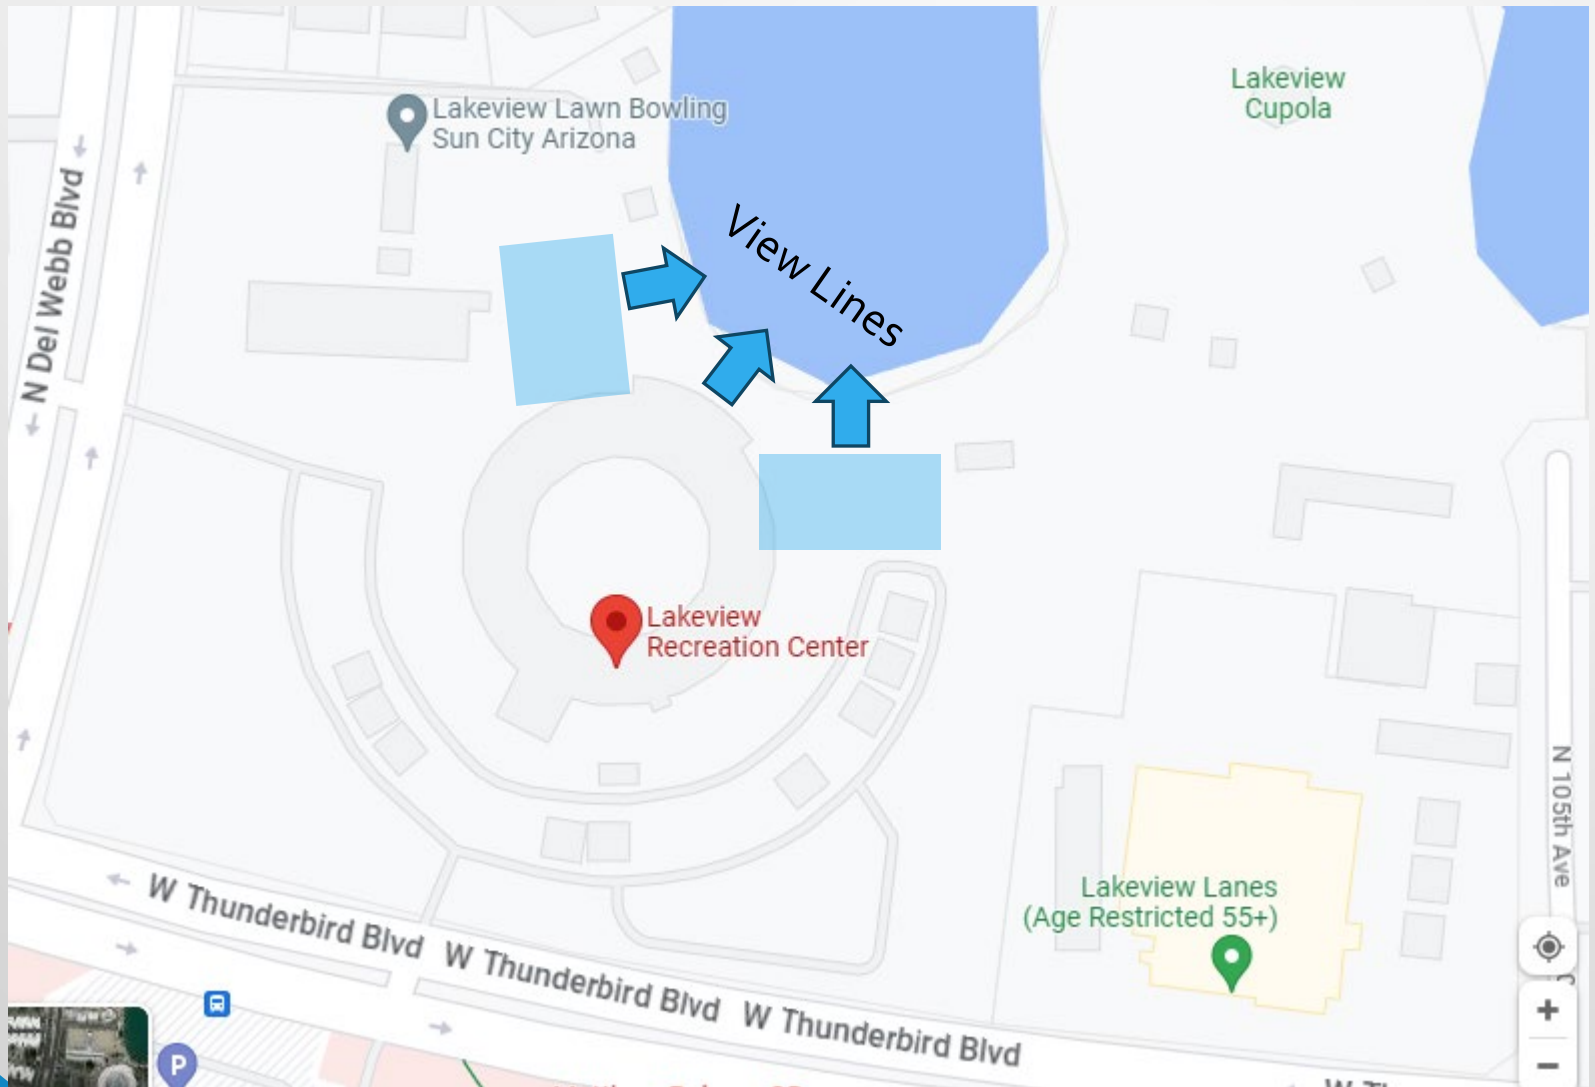 Lakeview
Cupola
Lakeview Lawn Bowling
Sun City Arizona
N Del Webb Blvd
View Lines
Lakeview
Recreation Center
N 105th Ave
Lakeview Lanes
(Age Restricted 55+)
W Thunderbird Blvd W Thunderbird Blvd W Thunderbird Blvd
P